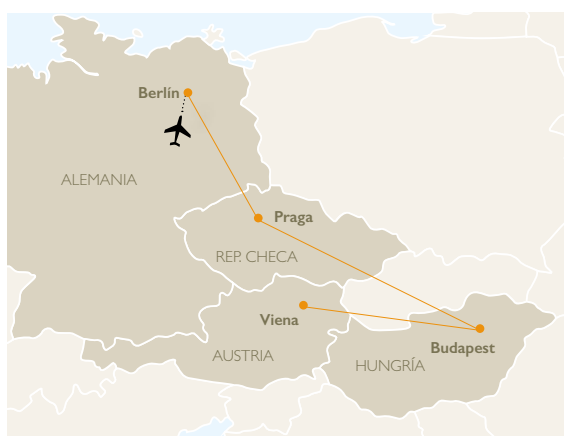 Berlín
ALEMANIA
Praga
REP. CHECA
Viena
Budapest
AUSTRIA
HUNGRÍA